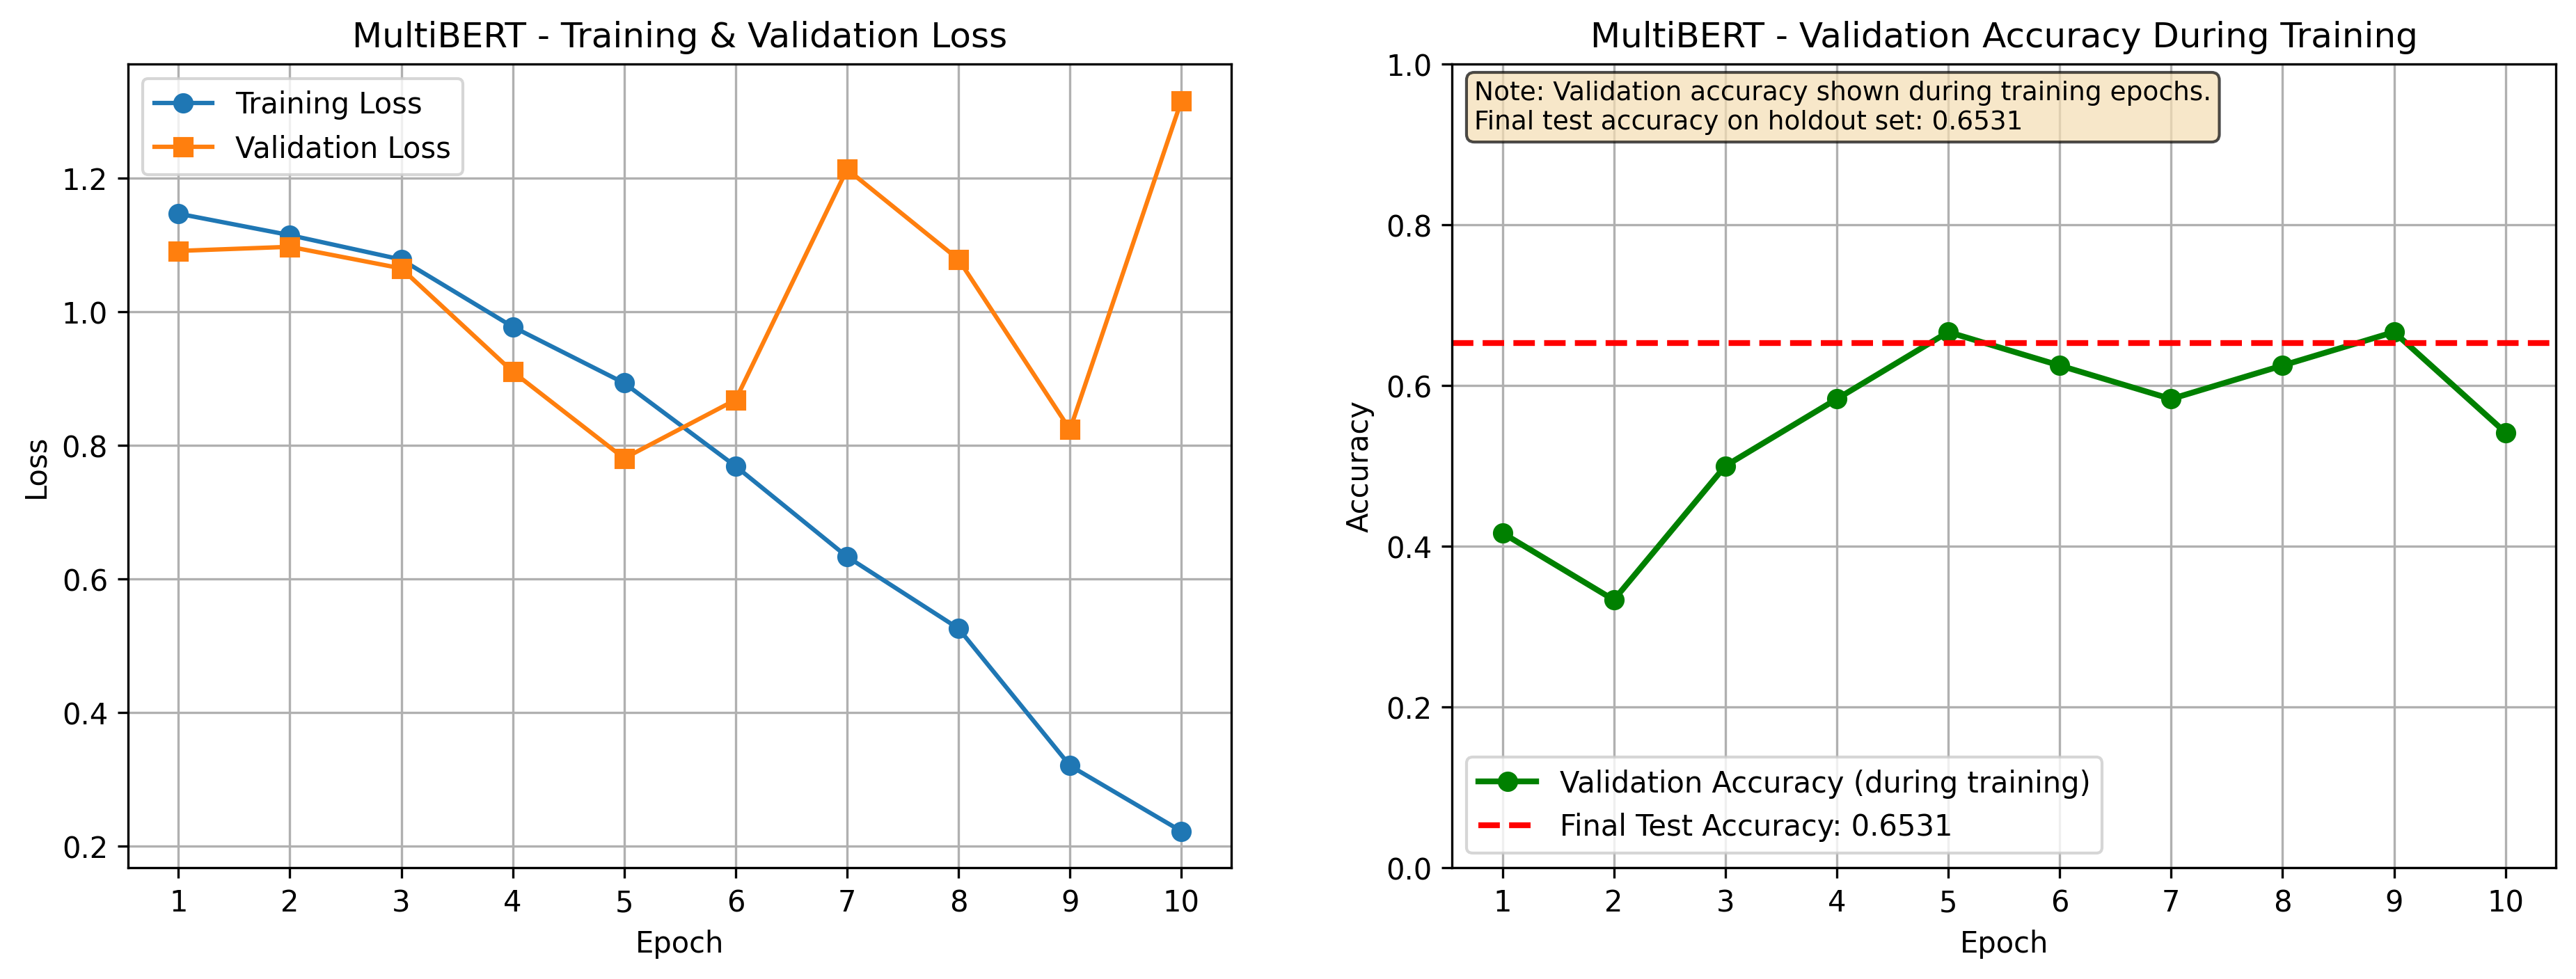 MultiBERT - Training & Validation Loss
Training Loss
Validation Loss
1.2
1.0
0.8
0.6
0.4
0.2
Loss
1 2 3 4 5 6 7 8 9 10
Epoch
MultiBERT - Validation Accuracy During Training
Note: Validation accuracy shown during training epochs.
Final test accuracy on holdout set: 0.6531
1.0
0.8
0.6
0.4
0.2
0.0
Accuracy
Validation Accuracy (during training)
Final Test Accuracy: 0.6531
1 2 3 4 5 6 7 8 9 10
Epoch